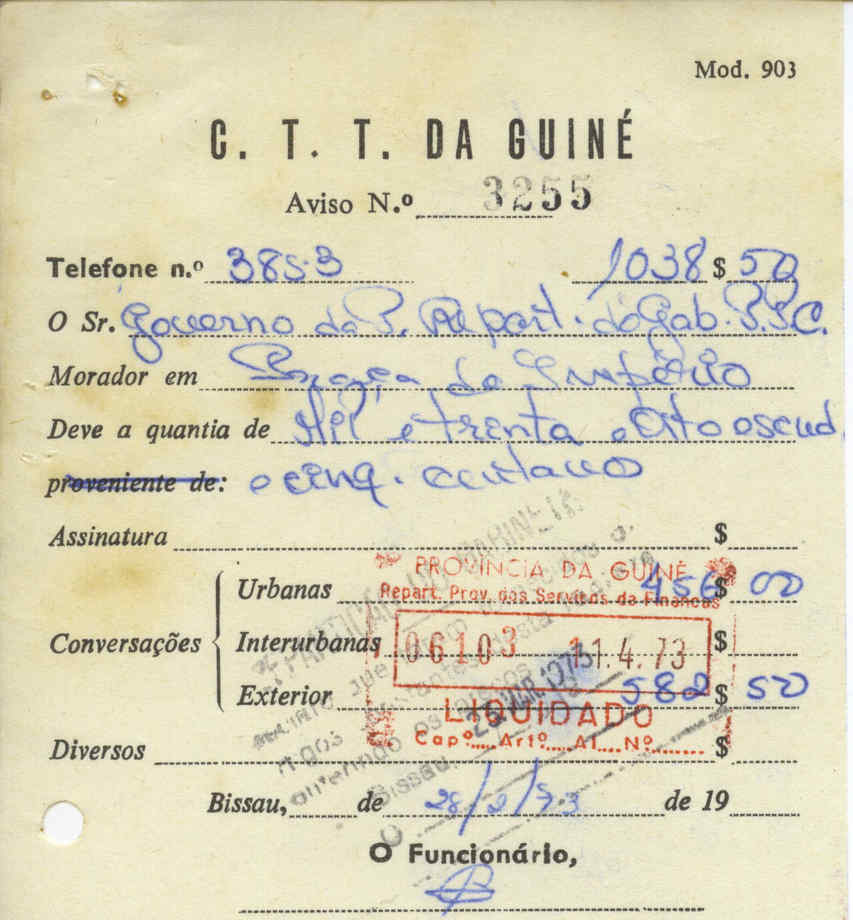 Mod. 903
C. T. T. DA GUINÉ
Aviso N.º 3255
Telefone n.º 3853 1038 $ 50
O Sr. Governo da P. Repart. do Gab.
Morador em Praça do Império
Deve a quantia de Mil e trinta e oito escud.
proveniente de: e cinq. centavo
Assinatura $
PROVÍNCIA DA GUINÉ
Urbanas 456 $ 00
Repart. Prov. dos Serviços de Finanças
Conversações
Interurbanas $
06103 11.4.73
Exterior 582 $ 50
LIQUIDADO
Cap.º Art.º Al. N.º
Diversos $
Bissau, de 28/2/73 de 19
O Funcionário,